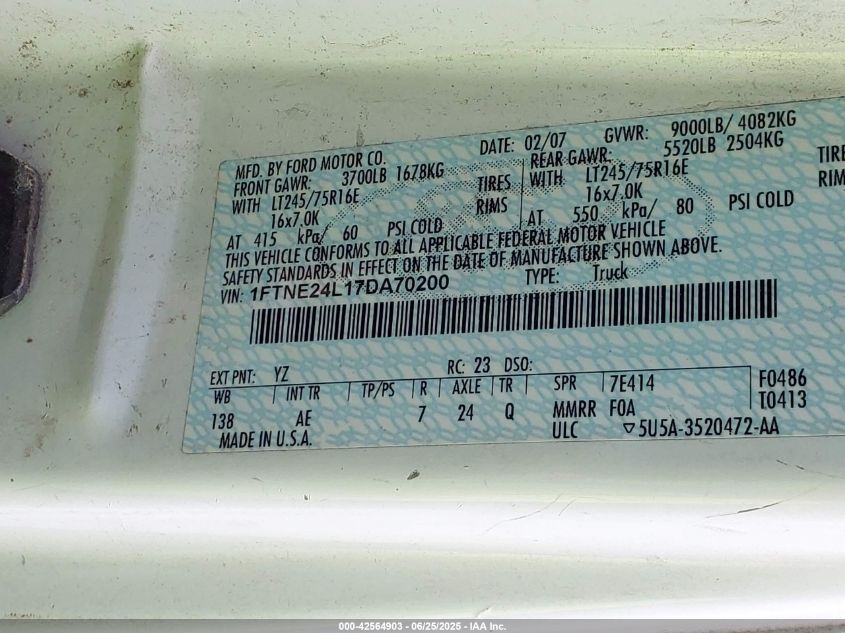 MFD. BY FORD MOTOR CO. DATE: 02/07 GVWR: 9000LB/ 4082KG
FRONT GAWR: 3700LB 1678KG REAR GAWR: 5520LB 2504KG
WITH LT245/75R16E TIRES WITH LT245/75R16E TIRE
16x7.0K RIMS 16x7.0K RIM
AT 415 kPa/ 60 PSI COLD AT 550 kPa/ 80 PSI COLD
THIS VEHICLE CONFORMS TO ALL APPLICABLE FEDERAL MOTOR VEHICLE
SAFETY STANDARDS IN EFFECT ON THE DATE OF MANUFACTURE SHOWN ABOVE.
VIN: 1FTNE24L17DA70200 TYPE: Truck
EXT PNT: YZ RC: 23 DSO:
WB INT TR TP/PS R AXLE TR SPR 7E414 F0486
138 AE 7 24 Q MMRR F0A T0413
MADE IN U.S.A. ULC ▽5U5A-3520472-AA
000-42564903 - 06/25/2025 - IAA Inc.